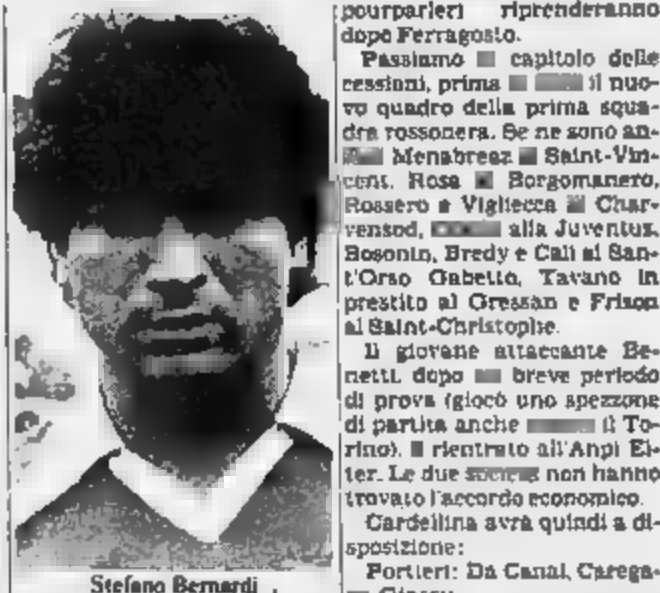 pourparleri riprenderanno
dopo Ferragosto.
Passiamo capitolo delle
cessioni, prima il nuo-
vo quadro della prima squa-
dra rossonera. Se ne sono an-
Menabreaz Saint-Vin-
cent. Rosa Borgomanero,
Rossero e Vigliecca Char-
vensod, alla Juventus.
Bosonin, Bredy e Calì al San-
t'Orso Gabetto, Tavano in
prestito al Gressan e Frison
al Saint-Christophe.
Il giovane attaccante Be-
netti, dopo breve periodo
di prova (giocò uno spezzone
di partita anche il To-
rino). rientrato all'Anpi El-
ter. Le due non hanno
trovato l'accordo economico.
Cardellina avrà quindi a di-
sposizione:
Portieri: Da Canal, Carega-
Stefano Bernardi